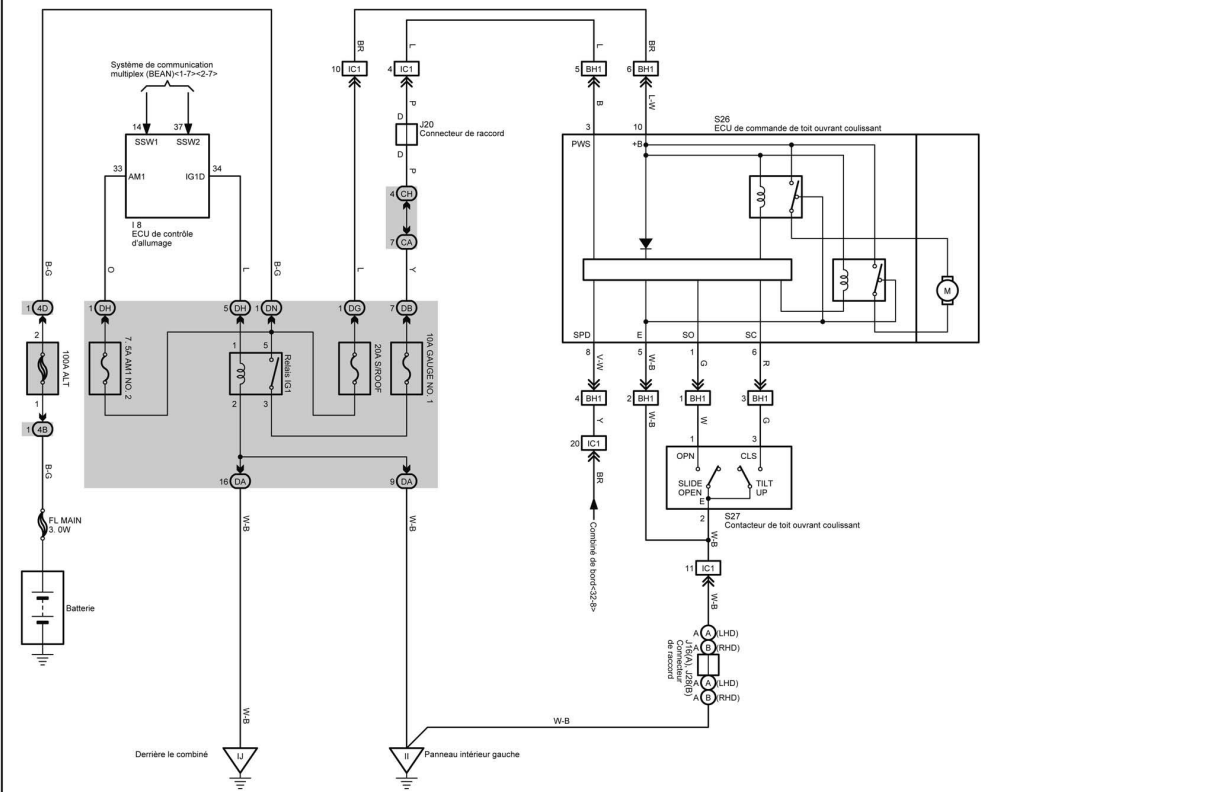 BR
L
L
BR
10 IC1
4 IC1
5 BH1
6 BH1
Système de communication
multiplex (BEAN)<1-7><2-7>
P
B
L-W
14
37
SSW1
SSW2
D
J20
Connecteur de raccord
D
3
10
S26
ECU de commande de toit ouvrant coulissant
PWS
+B
33
AM1
IG1D
34
P
4 CH
I 8
ECU de contrôle
d'allumage
7 CA
B-G
O
L
B-G
L
Y
M
1 4D
1 DH
5 DH
1 DN
1 DG
7 DB
2
100A ALT
1
7. 5A AM1 NO. 2
1
5
Relais IG1
2
3
20A S/ROOF
10A GAUGE NO. 1
SPD
E
SO
SC
8
5
1
6
V-W
W-B
G
R
4 BH1
2 BH1
1 BH1
3 BH1
1 4B
Y
W-B
W
G
20 IC1
1
3
OPN
CLS
B-G
16 DA
9 DA
BR
SLIDE
OPEN
TILT
UP
E
2
S27
Contacteur de toit ouvrant coulissant
FL MAIN
3. 0W
W-B
W-B
W-B
Combiné de bord<32-8>
11 IC1
Batterie
W-B
A A (LHD)
A B (RHD)
J16(A), J28(B)
Connecteur
de raccord
A A (LHD)
A B (RHD)
W-B
W-B
Derrière le combiné
IJ
II
Panneau intérieur gauche